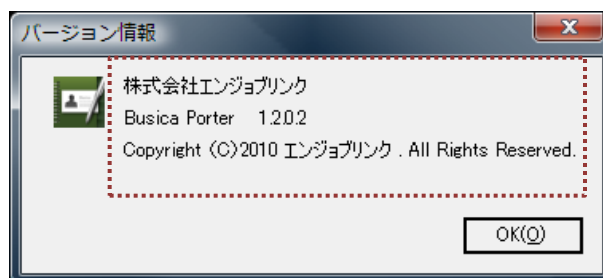 バージョン情報
株式会社エンジョブリンク
Busica Porter 1.2.0.2
Copyright (C)2010 エンジョブリンク . All Rights Reserved.
OK(O)